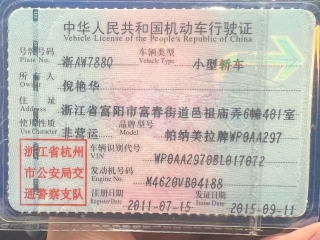 中华人民共和国机动车行驶证
Vehicle License of the People's Republic of China
号牌号码 浙AW788Q 车辆类型 小型轿车
Plate No. Vehicle Type
所有人 倪艳华
Owner
住址 浙江省富阳市富春街道邑祖庙弄6幢401室
Address
使用性质 非营运 品牌型号 帕纳美拉牌WP0AA297
Use Character Model
浙江省杭州市公安局交通警察支队
车辆识别代号 WP0AA2970BL017072
VIN
发动机号码 M4620VB04188
Engine No.
注册日期 2011-07-15 发证日期 2015-09-11
Register Date Issue Date